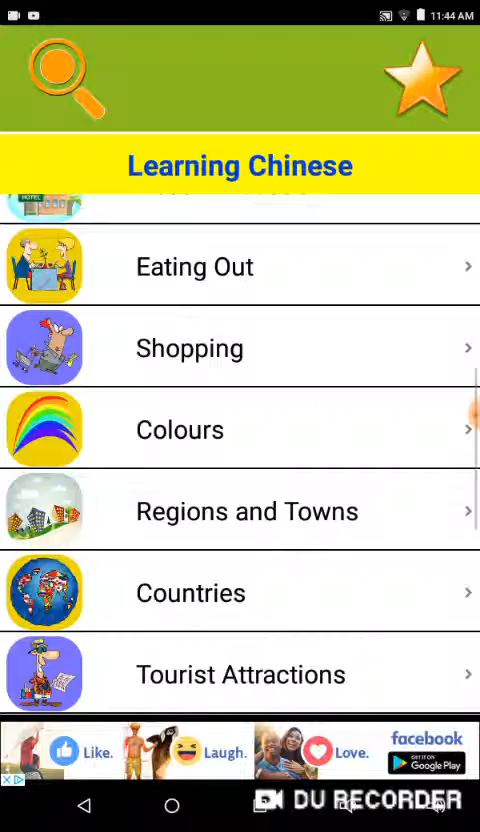 11:44 AM
Learning Chinese
HOTEL
Eating Out
Shopping
Colours
Regions and Towns
Countries
Tourist Attractions
Like.
Laugh.
Love.
facebook
GET IT ON
Google Play
DU RECORDER